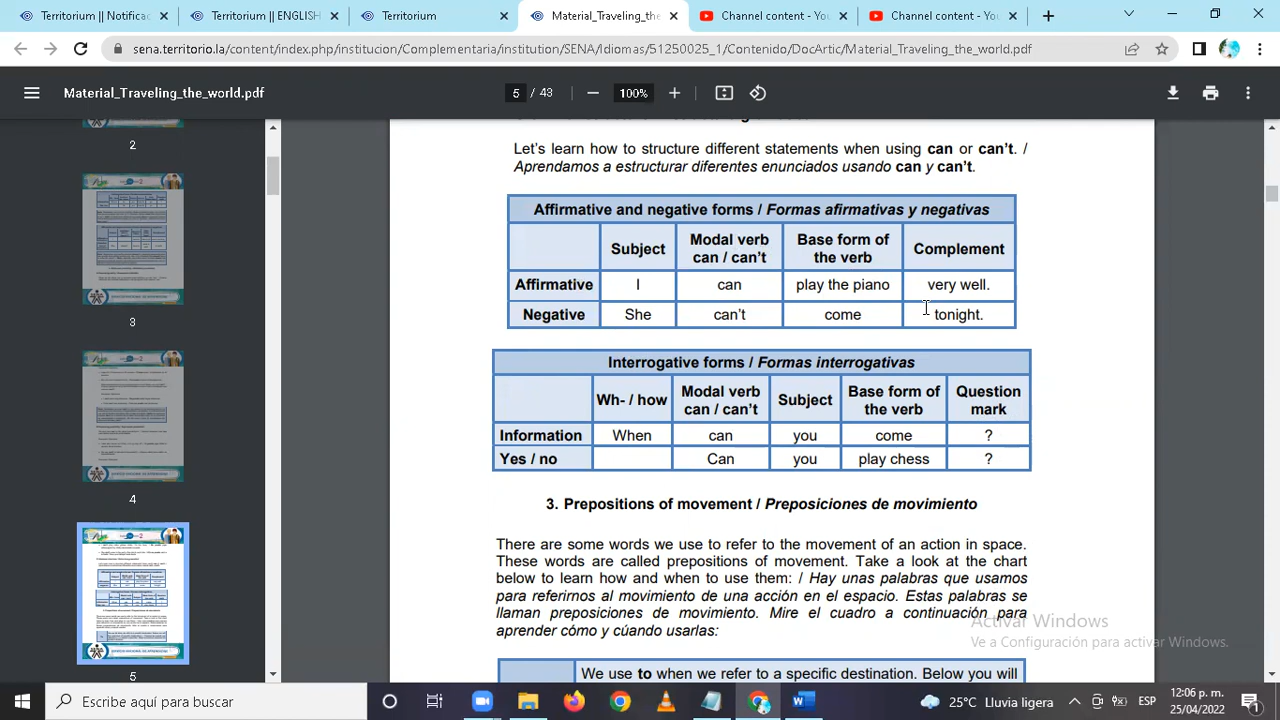 Territorium || Notificac
Territorium || ENGLISH
Territorium
Material_Traveling_the_w
Channel content - You
Channel content - You
sena.territorio.la/content/index.php/institucion/Complementaria/institution/SENA/Idiomas/51250025_1/Contenido/DocArtic/Material_Traveling_the_world.pdf
Material_Traveling_the_world.pdf
5 / 43
100%
2
3
4
5
Let's learn how to structure different statements when using can or can't. /
Aprendamos a estructurar diferentes enunciados usando can y can't.
Affirmative and negative forms / Formas afirmativas y negativas
Subject Modal verb can / can't Base form of the verb Complement
Affirmative I can play the piano very well.
Negative She can't come tonight.
Interrogative forms / Formas interrogativas
Wh- / how Modal verb can / can't Subject Base form of the verb Question mark
Information When can you come ?
Yes / no Can you play chess ?
3. Prepositions of movement / Preposiciones de movimiento
There are some words we use to refer to the movement of an action in space.
These words are called prepositions of movement. Take a look at the chart
below to learn how and when to use them: / Hay unas palabras que usamos
para referirnos al movimiento de una acción en el espacio. Estas palabras se
llaman preposiciones de movimiento. Mire el cuadro a continuación para
aprender cómo y cúando usarlas:
We use to when we refer to a specific destination. Below you will
Activar Windows
Ve a Configuración para activar Windows.
Escribe aquí para buscar
25°C Lluvia ligera
ESP
12:06 p. m.
25/04/2022
1